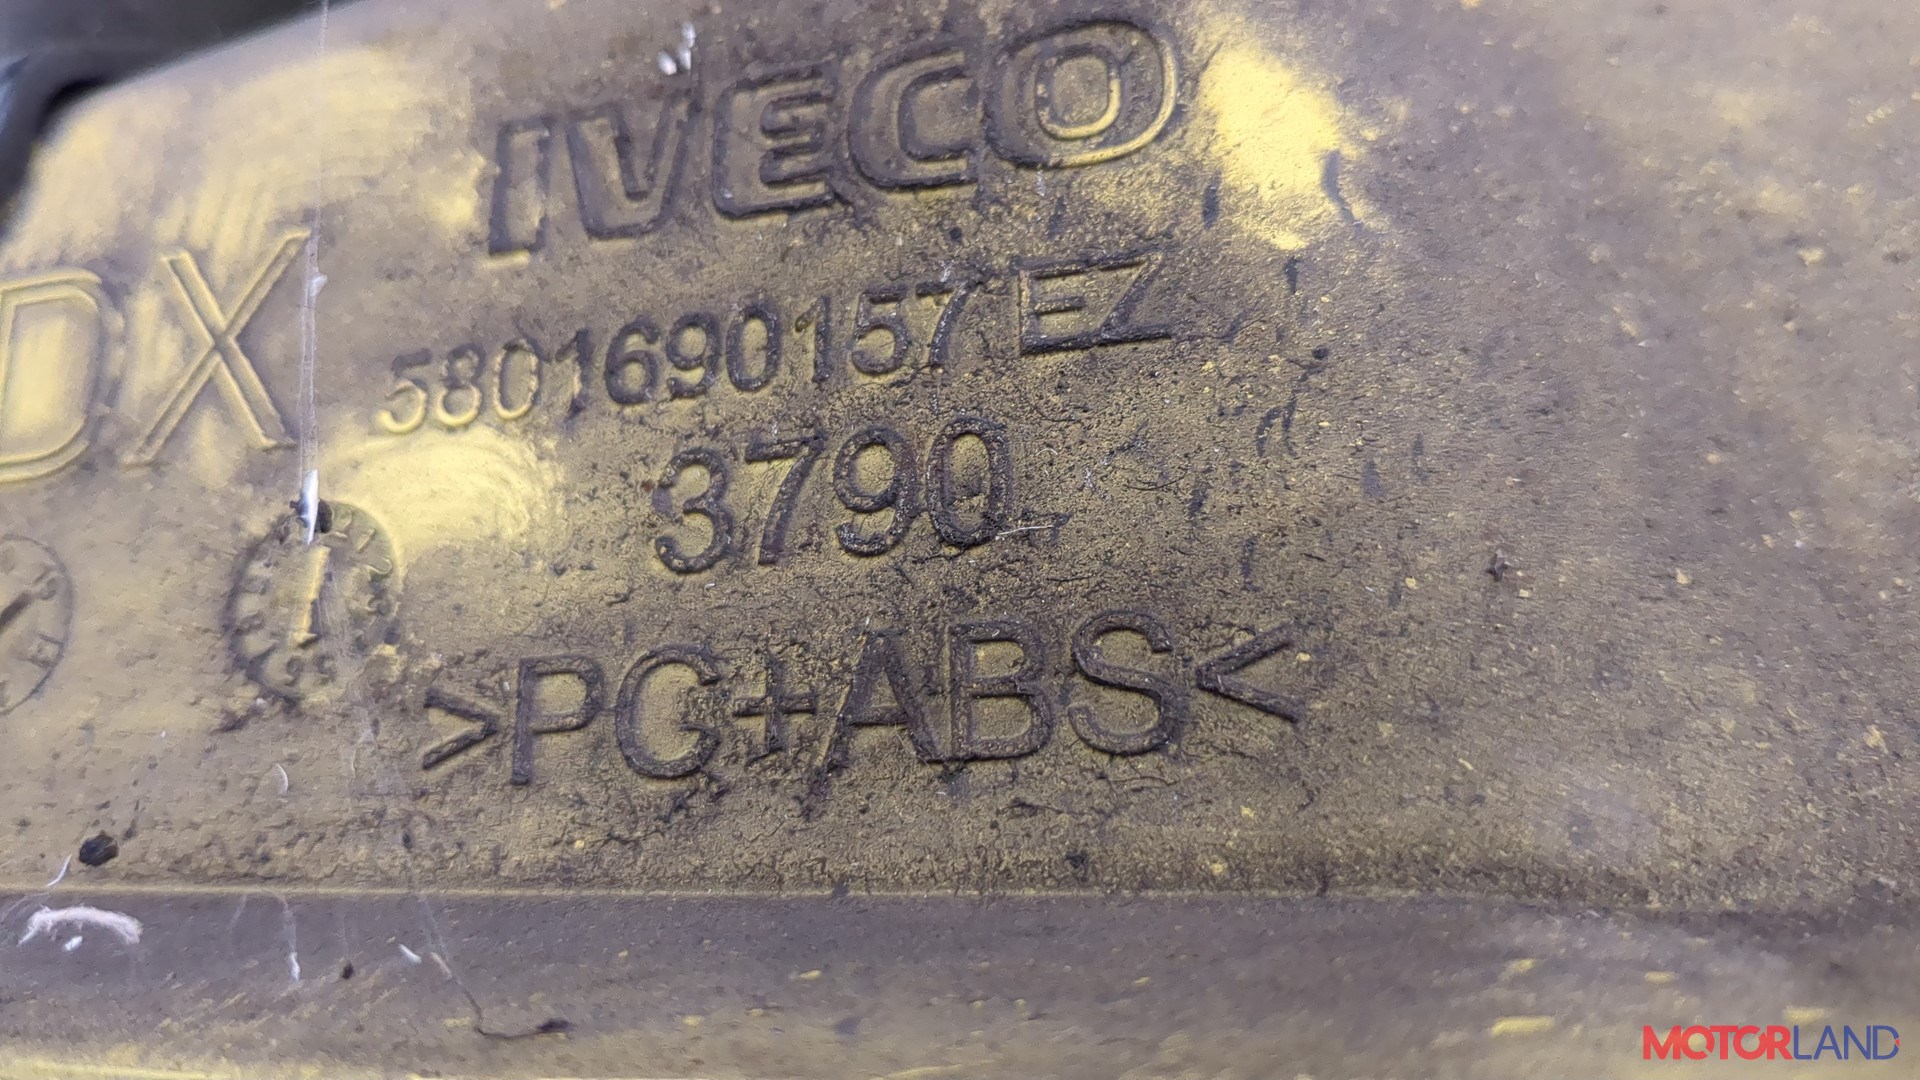 IVECO
DX
5801690157 EZ
3790
>PC+ABS<
MOTORLAND